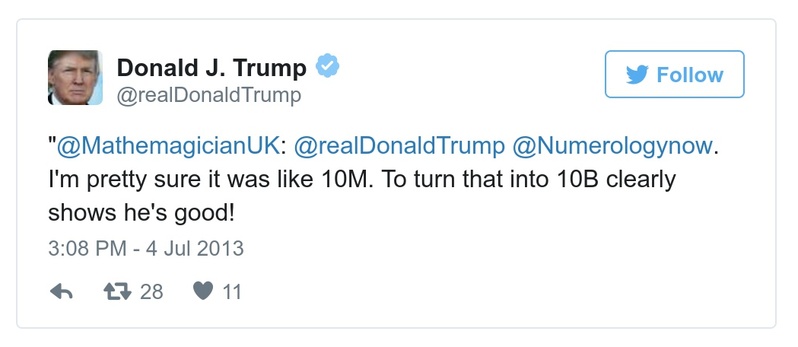 Donald J. Trump
@realDonaldTrump
Follow
"@MathemagicianUK: @realDonaldTrump @Numerologynow.
I'm pretty sure it was like 10M. To turn that into 10B clearly
shows he's good!
3:08 PM - 4 Jul 2013
28 11